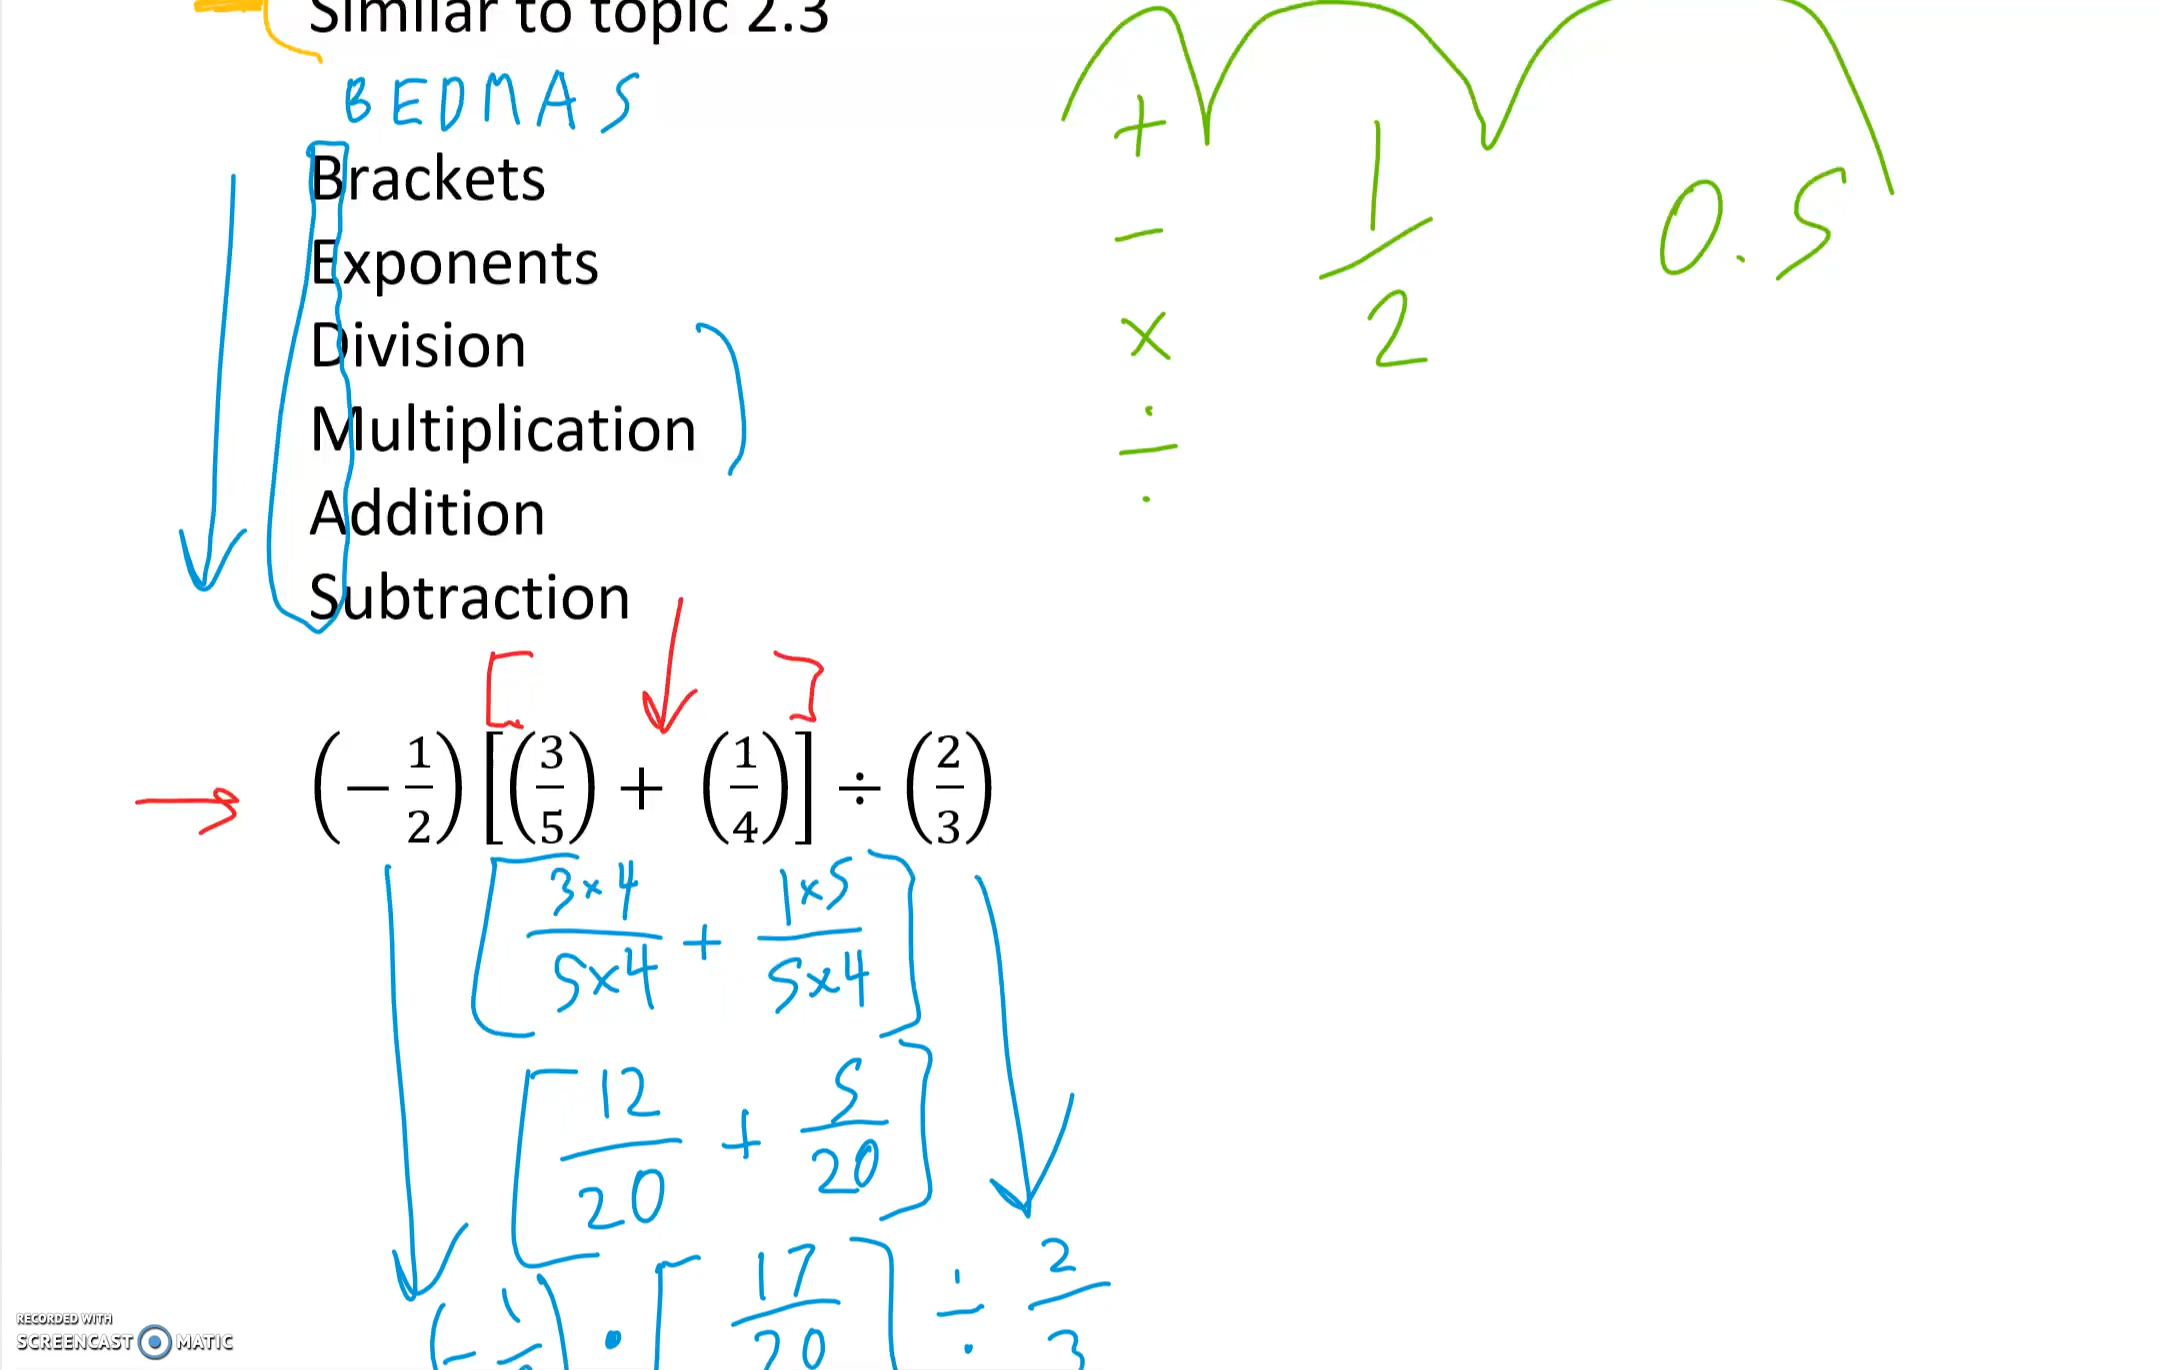 Similar to topic 2.3
BEDMAS
Brackets
Exponents
Division
Multiplication
Addition
Subtraction
+
−
×
÷
1/2
0.5
[ ]
(−1/2) [(3/5) + (1/4)] ÷ (2/3)
[3×4/5×4 + 1×5/5×4]
[12/20 + 5/20]
(− 1/ ) · [17/20] ÷ 2/3
RECORDED WITH
SCREENCAST MATIC